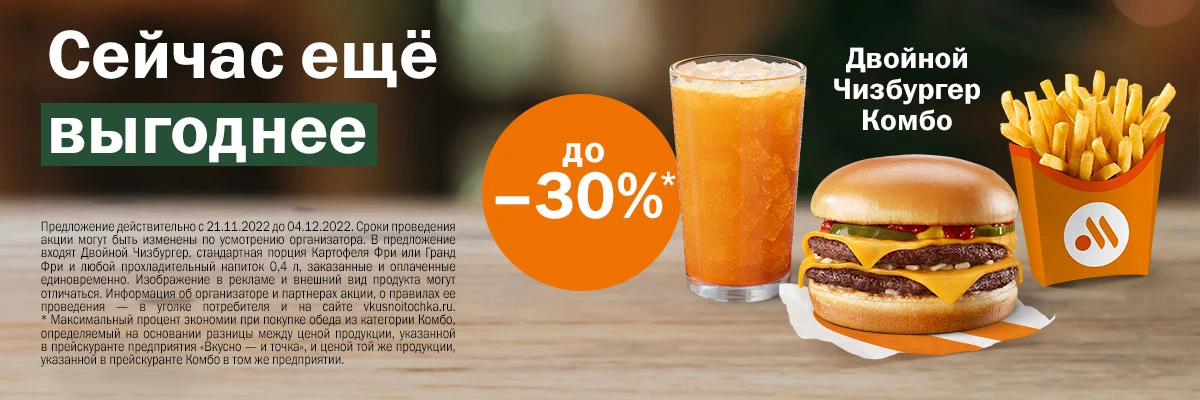 Сейчас ещё
выгоднее
до
–30%*
Двойной
Чизбургер
Комбо
Предложение действительно с 21.11.2022 до 04.12.2022. Сроки проведения
акции могут быть изменены по усмотрению организатора. В предложение
входят Двойной Чизбургер, стандартная порция Картофеля Фри или Гранд
Фри и любой прохладительный напиток 0,4 л, заказанные и оплаченные
единовременно. Изображение в рекламе и внешний вид продукта могут
отличаться. Информация об организаторе и партнерах акции, о правилах ее
проведения — в уголке потребителя и на сайте vkusnoitochka.ru.
* Максимальный процент экономии при покупке обеда из категории Комбо,
определяемый на основании разницы между ценой продукции, указанной
в прейскуранте предприятия «Вкусно — и точка», и ценой той же продукции,
указанной в прейскуранте Комбо в том же предприятии.